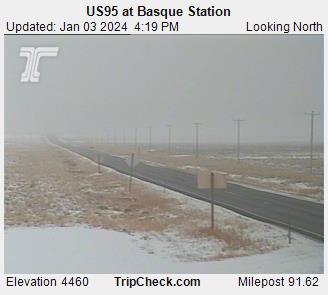 US95 at Basque Station
Updated: Jan 03 2024 4:19 PM Looking North
Elevation 4460 TripCheck.com Milepost 91.62